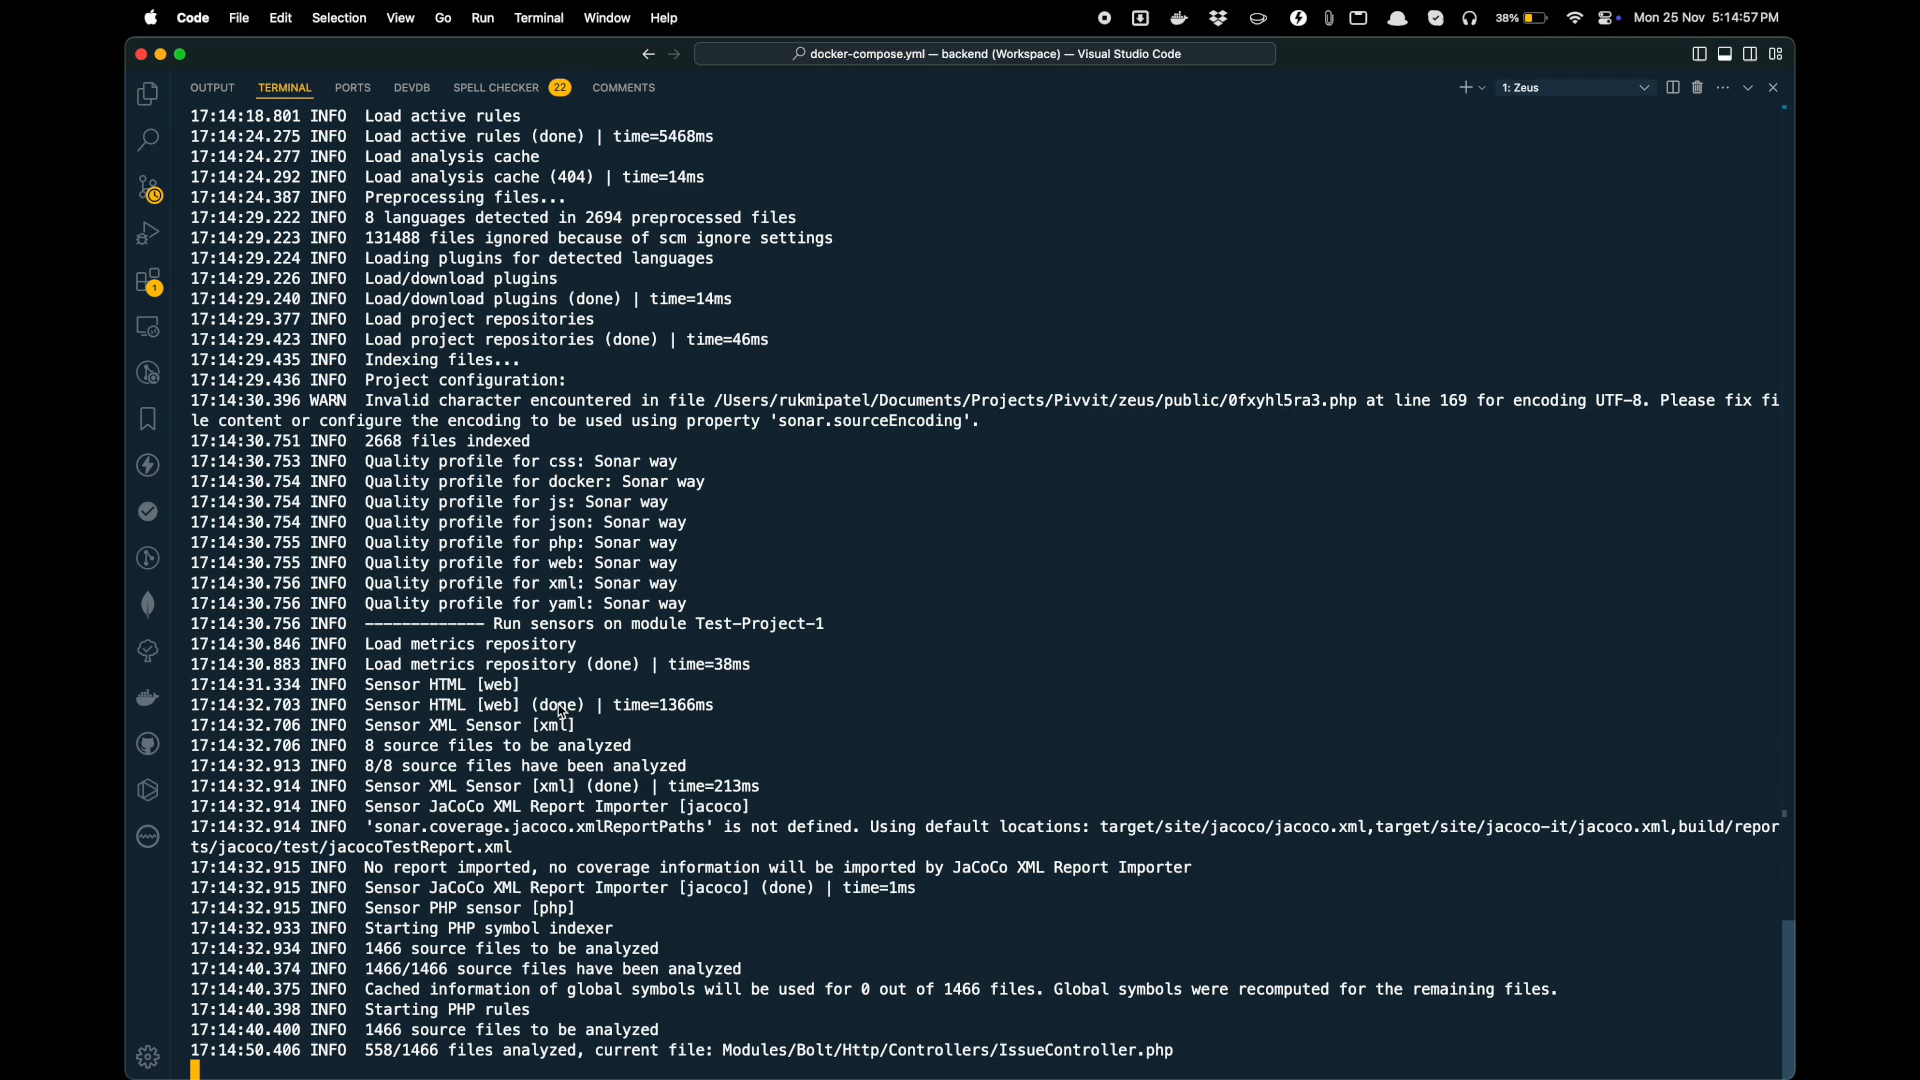 Code File Edit Selection View Go Run Terminal Window Help 38% Mon 25 Nov 5:14:57 PM
docker-compose.yml — backend (Workspace) — Visual Studio Code
OUTPUT TERMINAL PORTS DEVDB SPELL CHECKER 22 COMMENTS 1: Zeus
17:14:18.801 INFO Load active rules
17:14:24.275 INFO Load active rules (done) | time=5468ms
17:14:24.277 INFO Load analysis cache
17:14:24.292 INFO Load analysis cache (404) | time=14ms
17:14:24.387 INFO Preprocessing files...
17:14:29.222 INFO 8 languages detected in 2694 preprocessed files
17:14:29.223 INFO 131488 files ignored because of scm ignore settings
17:14:29.224 INFO Loading plugins for detected languages
17:14:29.226 INFO Load/download plugins
17:14:29.240 INFO Load/download plugins (done) | time=14ms
17:14:29.377 INFO Load project repositories
17:14:29.423 INFO Load project repositories (done) | time=46ms
17:14:29.435 INFO Indexing files...
17:14:29.436 INFO Project configuration:
17:14:30.396 WARN Invalid character encountered in file /Users/rukmipatel/Documents/Projects/Pivvit/zeus/public/0fxyhl5ra3.php at line 169 for encoding UTF-8. Please fix fi
le content or configure the encoding to be used using property 'sonar.sourceEncoding'.
17:14:30.751 INFO 2668 files indexed
17:14:30.753 INFO Quality profile for css: Sonar way
17:14:30.754 INFO Quality profile for docker: Sonar way
17:14:30.754 INFO Quality profile for js: Sonar way
17:14:30.754 INFO Quality profile for json: Sonar way
17:14:30.755 INFO Quality profile for php: Sonar way
17:14:30.755 INFO Quality profile for web: Sonar way
17:14:30.756 INFO Quality profile for xml: Sonar way
17:14:30.756 INFO Quality profile for yaml: Sonar way
17:14:30.756 INFO ------------- Run sensors on module Test-Project-1
17:14:30.846 INFO Load metrics repository
17:14:30.883 INFO Load metrics repository (done) | time=38ms
17:14:31.334 INFO Sensor HTML [web]
17:14:32.703 INFO Sensor HTML [web] (done) | time=1366ms
17:14:32.706 INFO Sensor XML Sensor [xml]
17:14:32.706 INFO 8 source files to be analyzed
17:14:32.913 INFO 8/8 source files have been analyzed
17:14:32.914 INFO Sensor XML Sensor [xml] (done) | time=213ms
17:14:32.914 INFO Sensor JaCoCo XML Report Importer [jacoco]
17:14:32.914 INFO 'sonar.coverage.jacoco.xmlReportPaths' is not defined. Using default locations: target/site/jacoco/jacoco.xml,target/site/jacoco-it/jacoco.xml,build/repor
ts/jacoco/test/jacocoTestReport.xml
17:14:32.915 INFO No report imported, no coverage information will be imported by JaCoCo XML Report Importer
17:14:32.915 INFO Sensor JaCoCo XML Report Importer [jacoco] (done) | time=1ms
17:14:32.915 INFO Sensor PHP sensor [php]
17:14:32.933 INFO Starting PHP symbol indexer
17:14:32.934 INFO 1466 source files to be analyzed
17:14:40.374 INFO 1466/1466 source files have been analyzed
17:14:40.375 INFO Cached information of global symbols will be used for 0 out of 1466 files. Global symbols were recomputed for the remaining files.
17:14:40.398 INFO Starting PHP rules
17:14:40.400 INFO 1466 source files to be analyzed
17:14:50.406 INFO 558/1466 files analyzed, current file: Modules/Bolt/Http/Controllers/IssueController.php
1